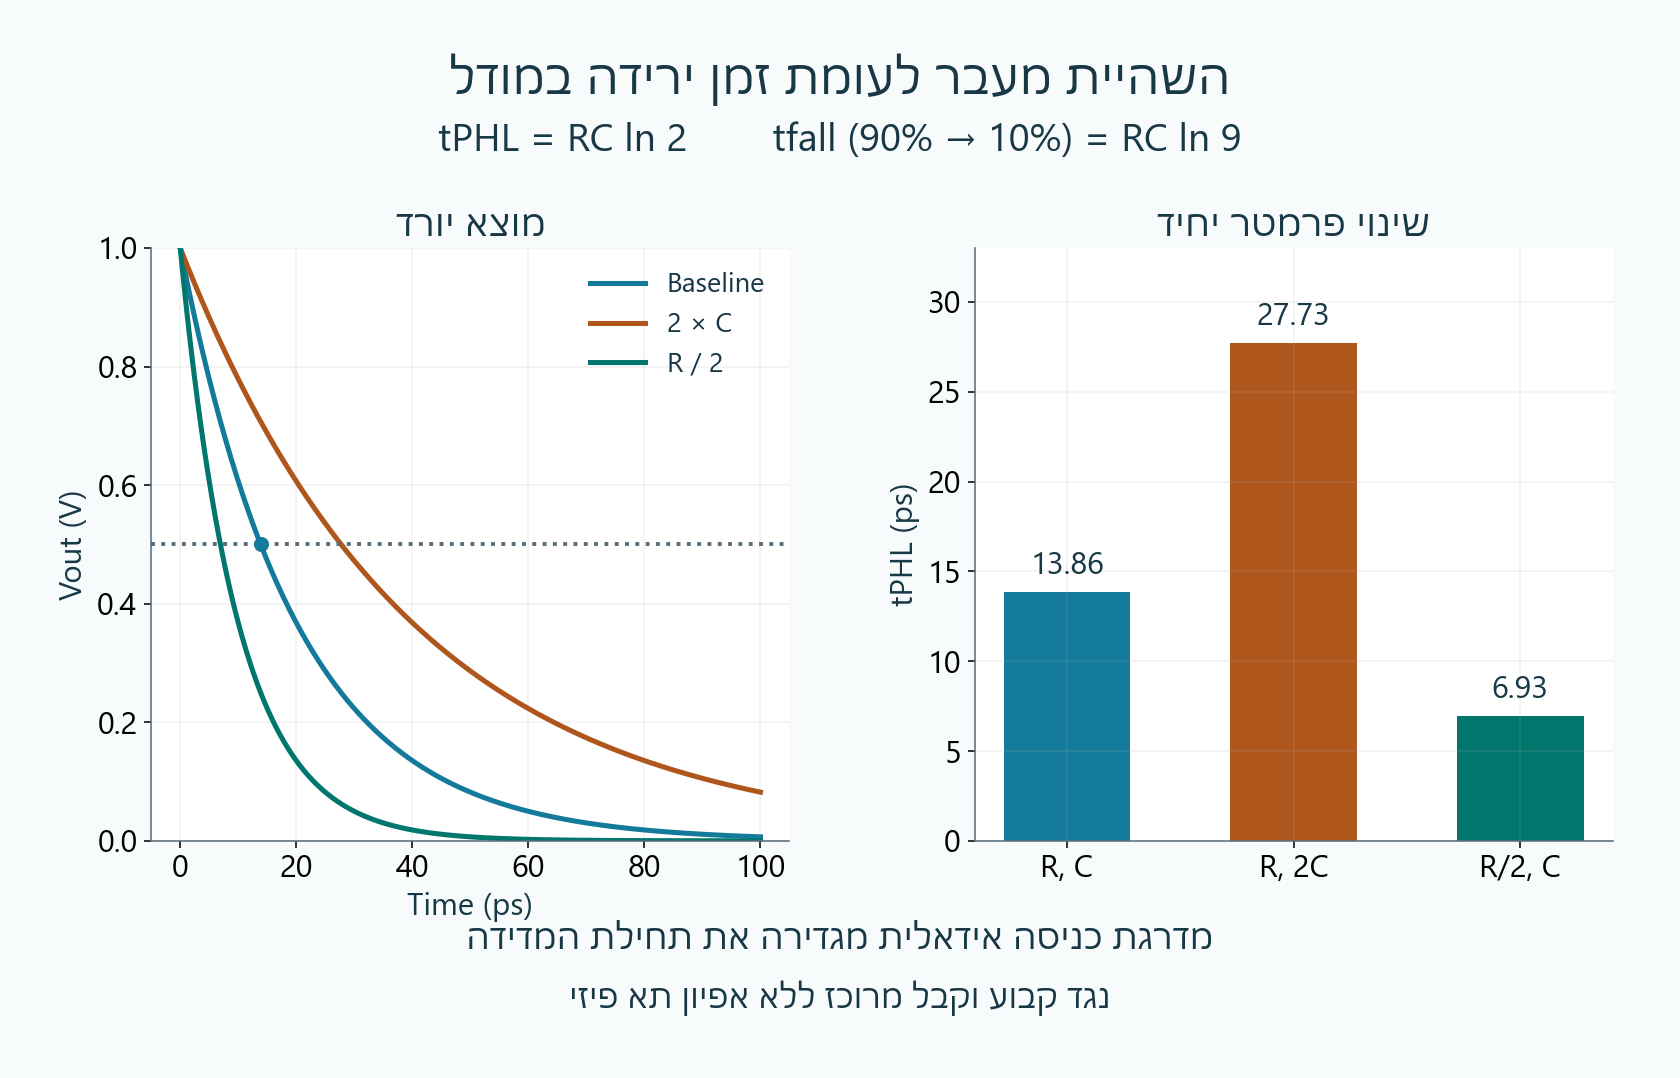 השהיית מעבר לעומת זמן ירידה במודל
tPHL = RC ln 2 tfall (90% → 10%) = RC ln 9
מוצא יורד
Baseline
2 × C
R / 2
Vout (V)
1.0
0.8
0.6
0.4
0.2
0.0
0 20 40 60 80 100
Time (ps)
שינוי פרמטר יחיד
tPHL (ps)
30
25
20
15
10
5
0
13.86
27.73
6.93
R, C R, 2C R/2, C
מדרגת כניסה אידאלית מגדירה את תחילת המדידה
נגד קבוע וקבל מרוכז ללא אפיון תא פיזי